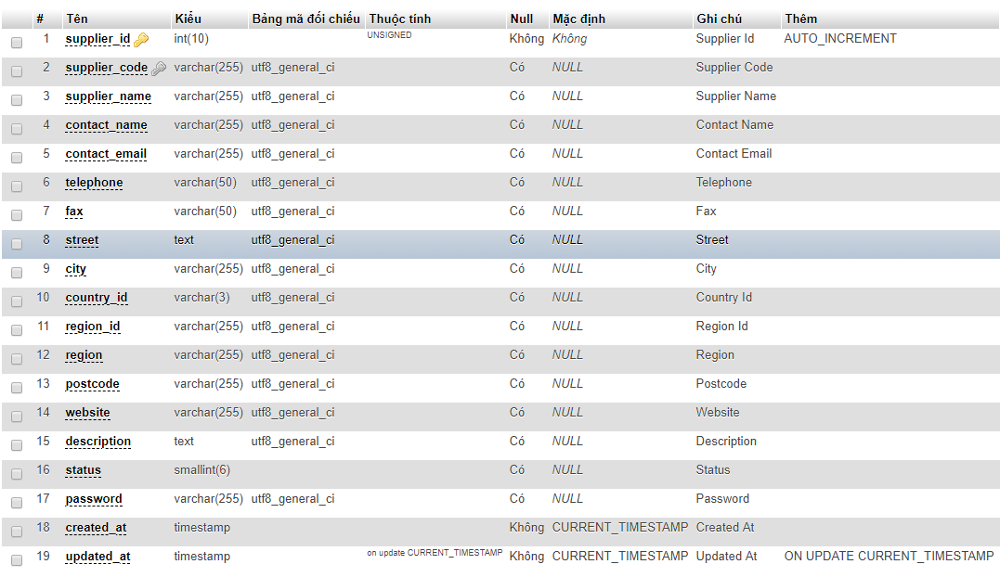 # Tên Kiểu Bảng mã đối chiếu Thuộc tính Null Mặc định Ghi chú Thêm
1 supplier_id int(10) UNSIGNED Không Không Supplier Id AUTO_INCREMENT
2 supplier_code varchar(255) utf8_general_ci Có NULL Supplier Code
3 supplier_name varchar(255) utf8_general_ci Có NULL Supplier Name
4 contact_name varchar(255) utf8_general_ci Có NULL Contact Name
5 contact_email varchar(255) utf8_general_ci Có NULL Contact Email
6 telephone varchar(50) utf8_general_ci Có NULL Telephone
7 fax varchar(50) utf8_general_ci Có NULL Fax
8 street text utf8_general_ci Có NULL Street
9 city varchar(255) utf8_general_ci Có NULL City
10 country_id varchar(3) utf8_general_ci Có NULL Country Id
11 region_id varchar(255) utf8_general_ci Có NULL Region Id
12 region varchar(255) utf8_general_ci Có NULL Region
13 postcode varchar(255) utf8_general_ci Có NULL Postcode
14 website varchar(255) utf8_general_ci Có NULL Website
15 description text utf8_general_ci Có NULL Description
16 status smallint(6) Có NULL Status
17 password varchar(255) utf8_general_ci Có NULL Password
18 created_at timestamp Không CURRENT_TIMESTAMP Created At
19 updated_at timestamp on update CURRENT_TIMESTAMP Không CURRENT_TIMESTAMP Updated At ON UPDATE CURRENT_TIMESTAMP